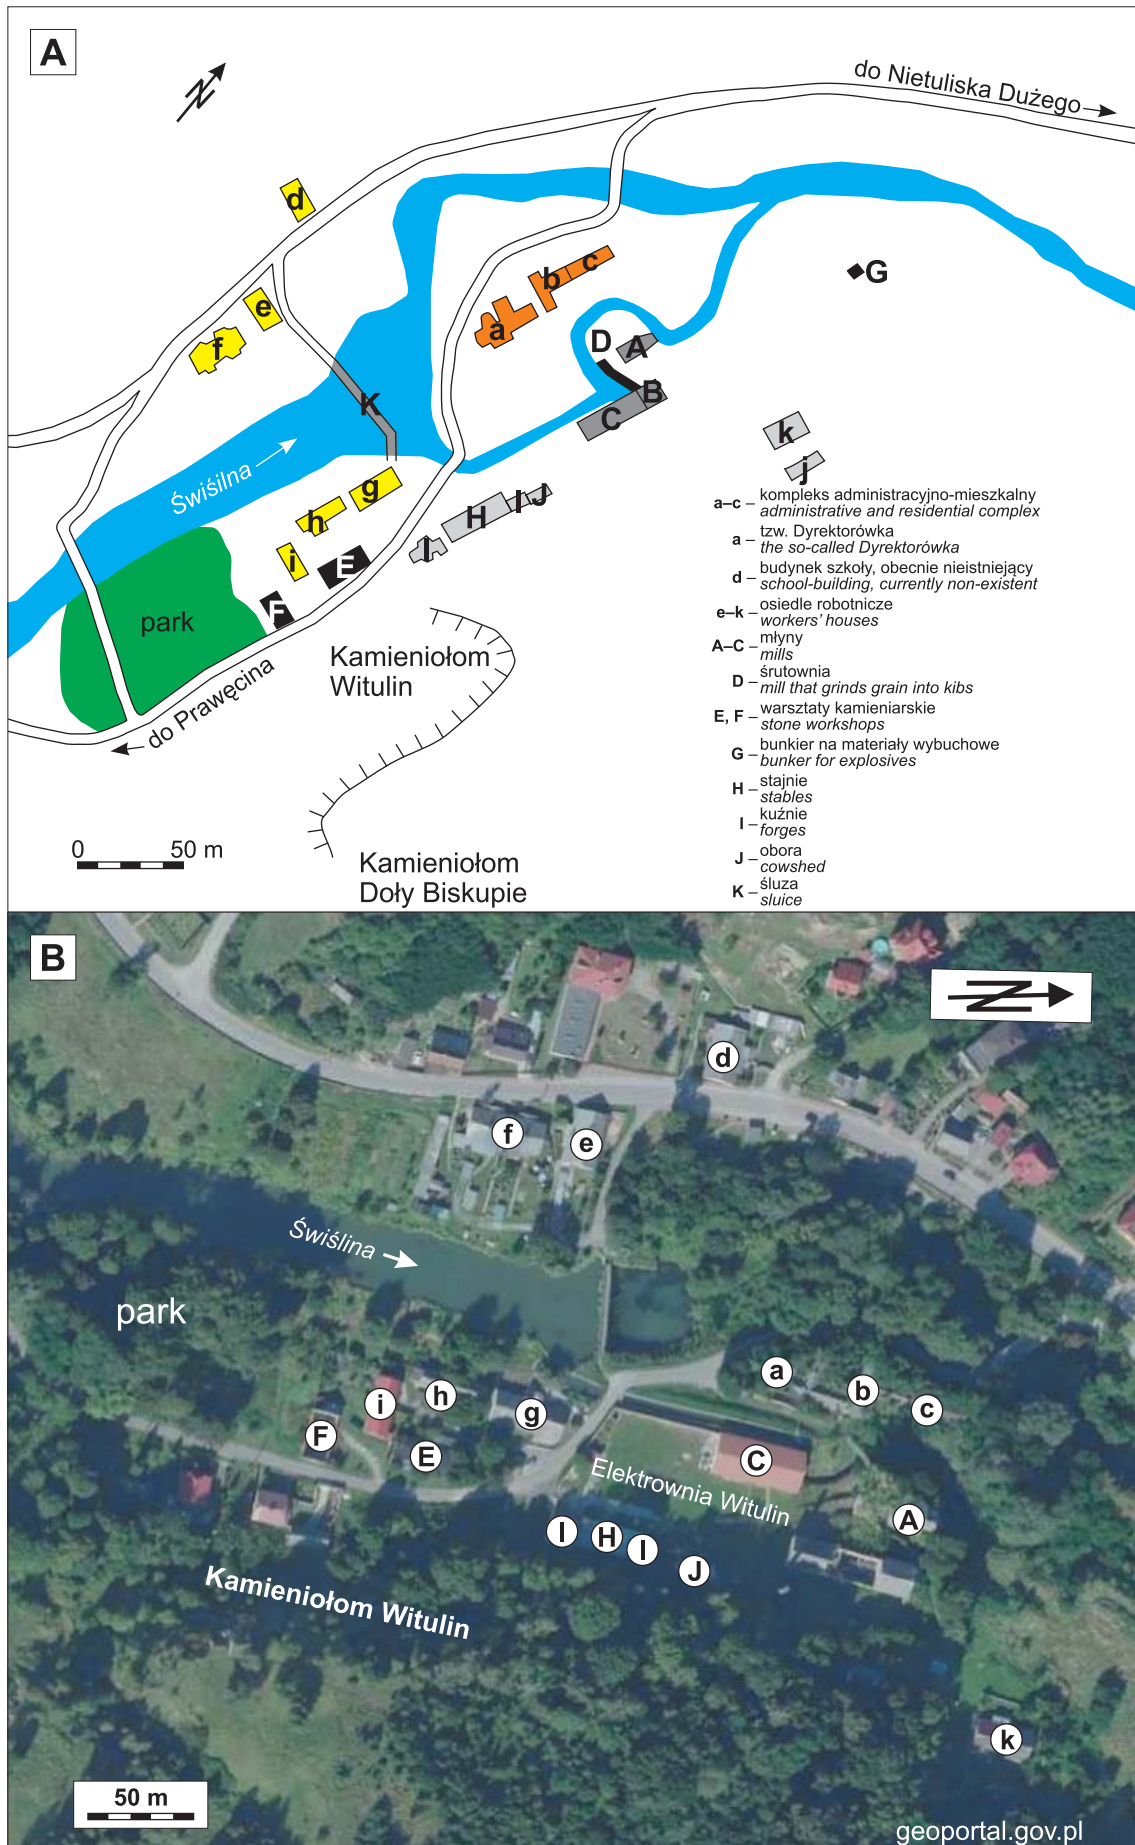 A
N
do Nietuliska Dużego
d
e
f
b
c
a
G
D
A
B
C
K
k
j
Świśilna
g
h
i
H
I
J
I
E
F
park
Kamieniołom
Witulin
do Prawęcina
0 50 m
Kamieniołom
Doły Biskupie
a–c – kompleks administracyjno-mieszkalny
administrative and residential complex
a – tzw. Dyrektorówka
the so-called Dyrektorówka
d – budynek szkoły, obecnie nieistniejący
school-building, currently non-existent
e–k – osiedle robotnicze
workers’ houses
A–C – młyny
mills
D – śrutownia
mill that grinds grain into kibs
E, F – warsztaty kamieniarskie
stone workshops
G – bunkier na materiały wybuchowe
bunker for explosives
H – stajnie
stables
I – kuźnie
forges
J – obora
cowshed
K – śluza
sluice
B
N
d
f
e
Świślina
park
a
b
c
i
h
g
F
E
C
Elektrownia Witulin
A
I
H
I
J
Kamieniołom Witulin
k
50 m
geoportal.gov.pl